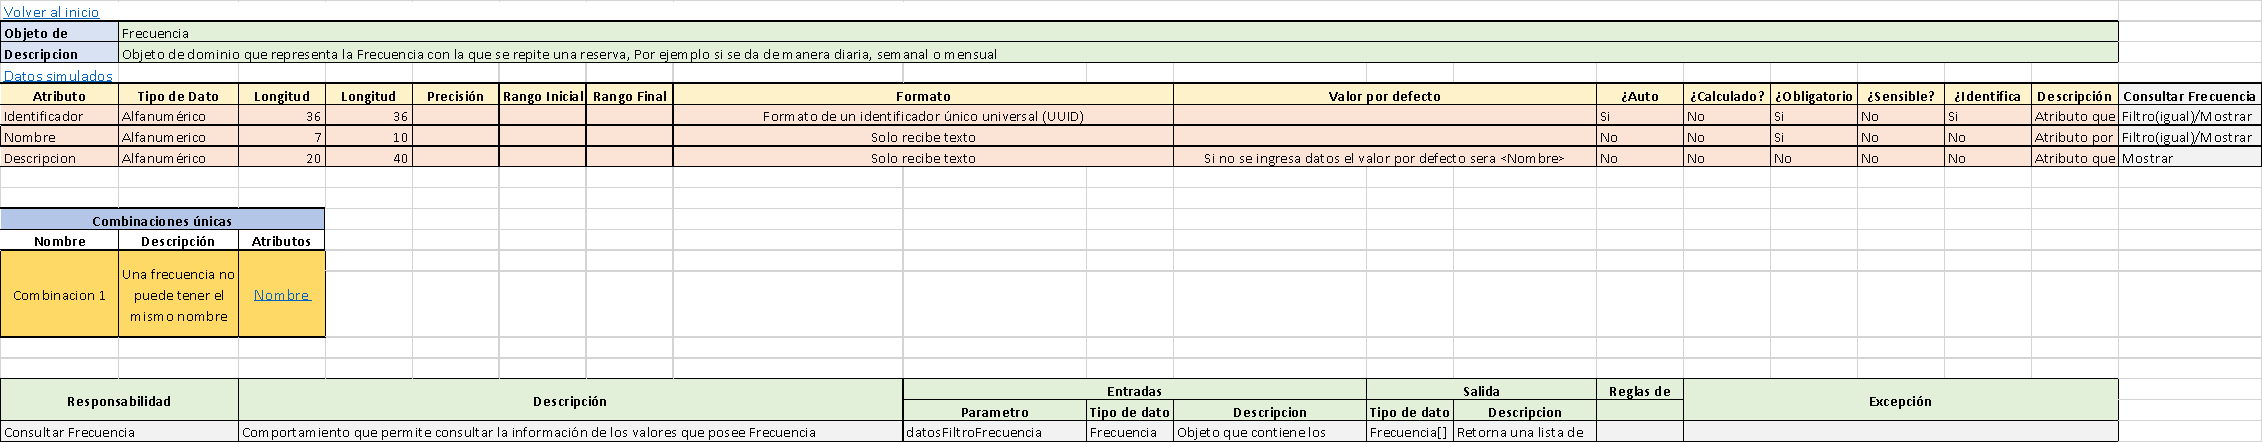 Volver al inicio
Objeto de Frecuencia
Descripcion Objeto de dominio que representa la Frecuencia con la que se repite una reserva, Por ejemplo si se da de manera diaria, semanal o mensual
Datos simulados
Atributo Tipo de Dato Longitud Longitud Precisión Rango Inicial Rango Final Formato Valor por defecto ¿Auto ¿Calculado? ¿Obligatorio ¿Sensible? ¿Identifica Descripción Consultar Frecuencia
Identificador Alfanumérico 36 36 Formato de un identificador único universal (UUID) Si No Si No Si Atributo que Filtro(igual)/Mostrar
Nombre Alfanumérico 7 10 Solo recibe texto No No Si No No Atributo por Filtro(igual)/Mostrar
Descripcion Alfanumérico 20 40 Solo recibe texto Si no se ingresa datos el valor por defecto sera <Nombre> No No No No No Atributo que Mostrar
Combinaciones únicas
Nombre Descripción Atributos
Combinacion 1 Una frecuencia no puede tener el mismo nombre Nombre
Responsabilidad Descripción Entradas Salida Reglas de Excepción
Parametro Tipo de dato Descripcion Tipo de dato Descripcion
Consultar Frecuencia Comportamiento que permite consultar la información de los valores que posee Frecuencia datosFiltroFrecuencia Frecuencia Objeto que contiene los Frecuencia[] Retorna una lista de